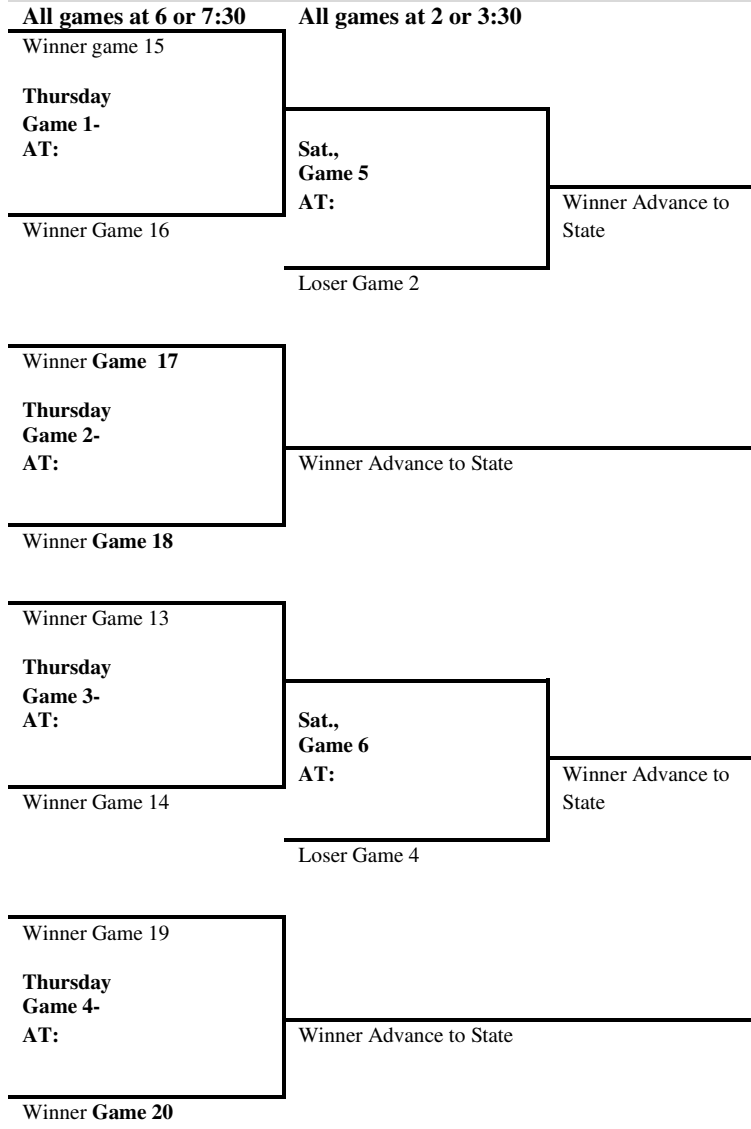 All games at 6 or 7:30 All games at 2 or 3:30
Winner game 15
Thursday
Game 1-
AT:
Sat.,
Game 5
AT:
Winner Advance to
State
Winner Game 16
Loser Game 2
Winner Game 17
Thursday
Game 2-
AT:
Winner Advance to State
Winner Game 18
Winner Game 13
Thursday
Game 3-
AT:
Sat.,
Game 6
AT:
Winner Advance to
State
Winner Game 14
Loser Game 4
Winner Game 19
Thursday
Game 4-
AT:
Winner Advance to State
Winner Game 20